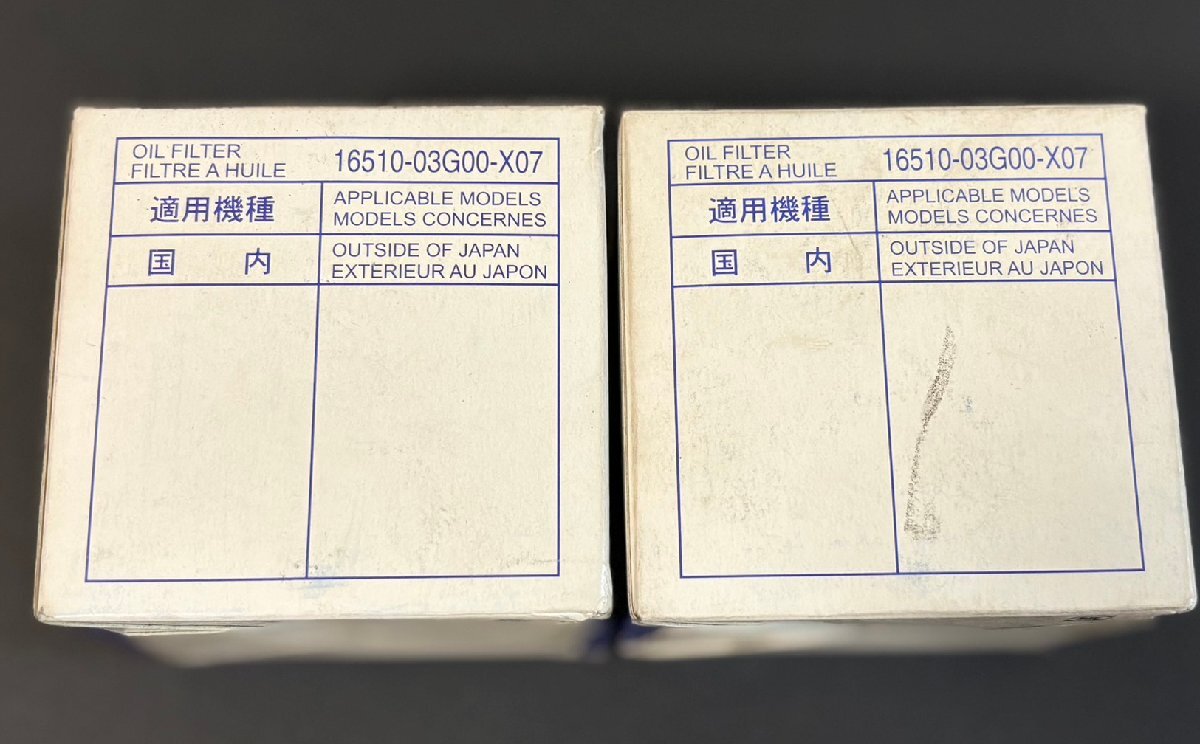 OIL FILTER
FILTRE A HUILE
16510-03G00-X07
適用機種
APPLICABLE MODELS
MODELS CONCERNES
国内
OUTSIDE OF JAPAN
EXTERIEUR AU JAPON
OIL FILTER
FILTRE A HUILE
16510-03G00-X07
適用機種
APPLICABLE MODELS
MODELS CONCERNES
国内
OUTSIDE OF JAPAN
EXTERIEUR AU JAPON